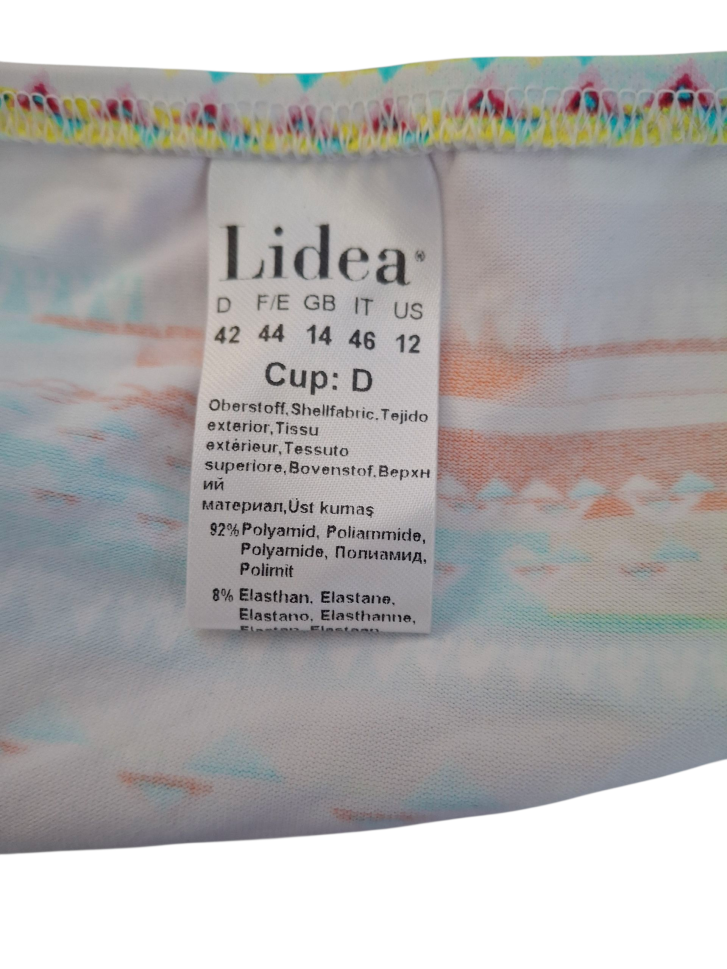 Lidea®
D F/E GB IT US
42 44 14 46 12
Cup: D
Oberstoff,Shellfabric,Tejido
exterior,Tissu
extérieur,Tessuto
superiore,Bovenstof,Верхн
ий
материал,Üst kumaş
92% Polyamid, Poliammide,
Polyamide, Полиамид,
Polimit
8% Elasthan, Elastane,
Elastano, Elasthanne,